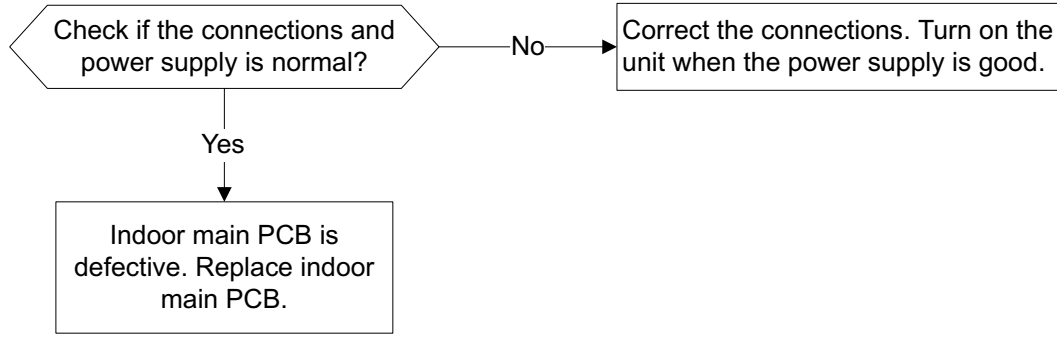 Check if the connections and
power supply is normal?
No
Correct the connections. Turn on the
unit when the power supply is good.
Yes
Indoor main PCB is
defective. Replace indoor
main PCB.